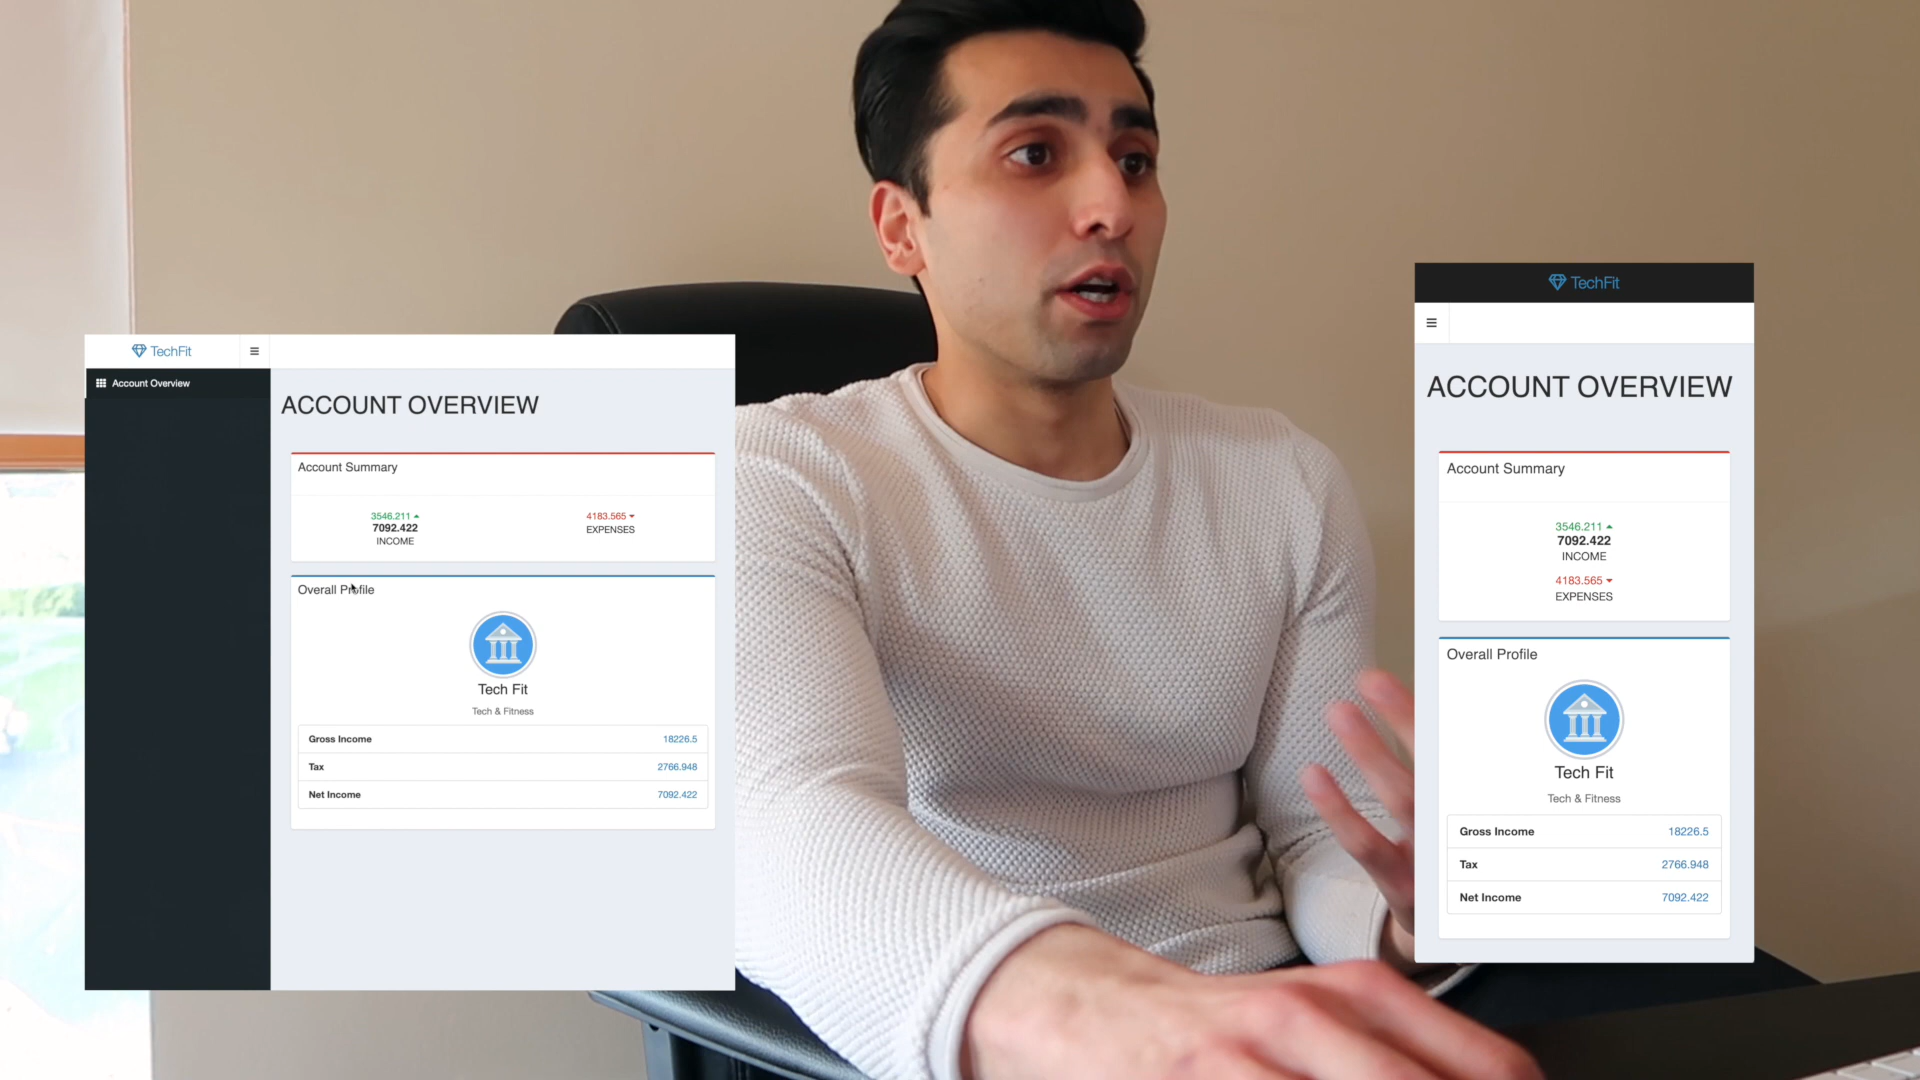 TechFit
Account Overview
ACCOUNT OVERVIEW
Account Summary
3546.211
7092.422
INCOME
4183.565
EXPENSES
Overall Profile
Tech Fit
Tech & Fitness
Gross Income 18226.5
Tax 2766.948
Net Income 7092.422
TechFit
ACCOUNT OVERVIEW
Account Summary
3546.211
7092.422
INCOME
4183.565
EXPENSES
Overall Profile
Tech Fit
Tech & Fitness
Gross Income 18226.5
Tax 2766.948
Net Income 7092.422